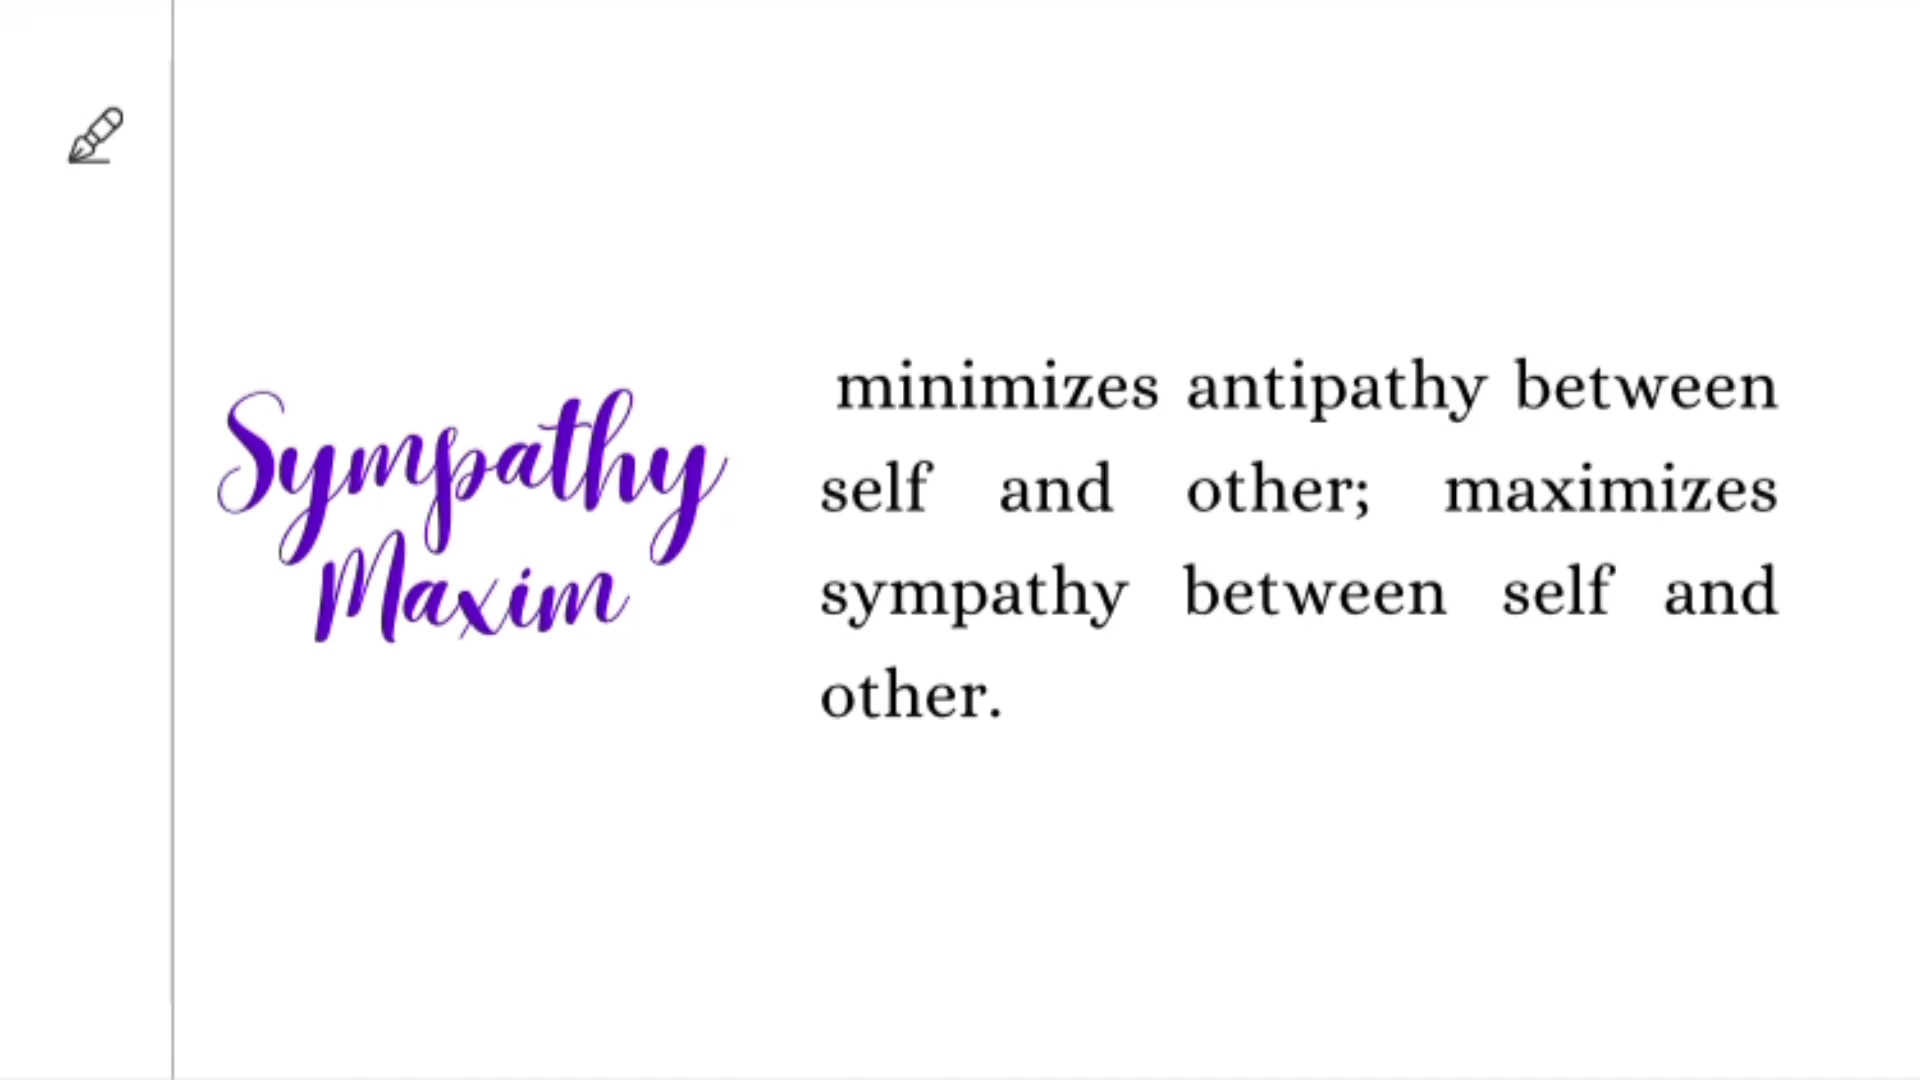 Sympathy
Maxim
minimizes antipathy between
self and other; maximizes
sympathy between self and
other.